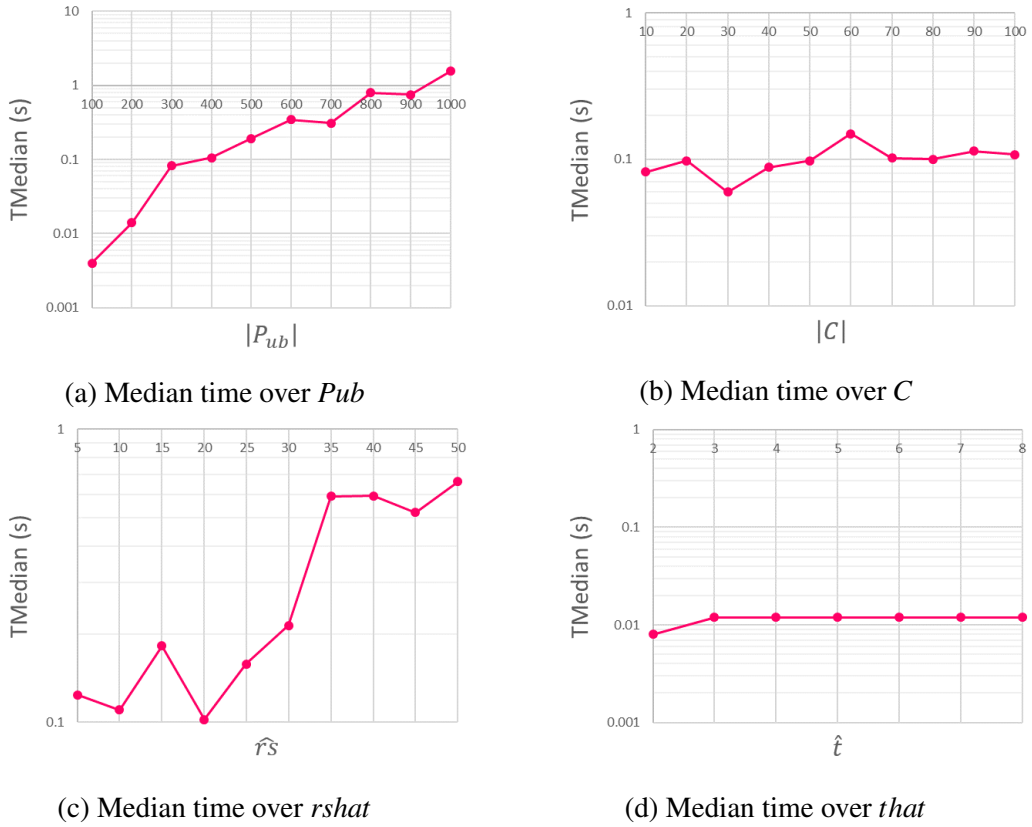 10
1
0.1
0.01
0.001
100 200 300 400 500 600 700 800 900 1000
TMedian (s)
|P_ub|
(a) Median time over Pub
1
0.1
0.01
10 20 30 40 50 60 70 80 90 100
TMedian (s)
|C|
(b) Median time over C
1
0.1
5 10 15 20 25 30 35 40 45 50
TMedian (s)
r̂s
(c) Median time over rshat
1
0.1
0.01
0.001
2 3 4 5 6 7 8
TMedian (s)
t̂
(d) Median time over that